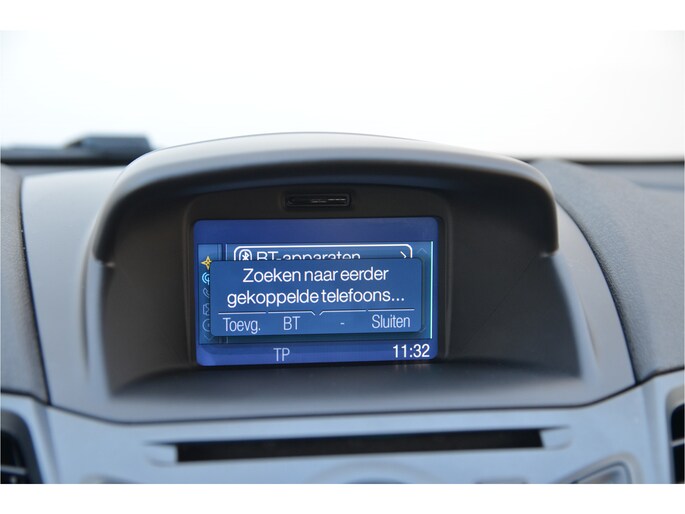 BT-apparaten
Zoeken naar eerder
gekoppelde telefoons...
Toevg. BT - Sluiten
TP 11:32